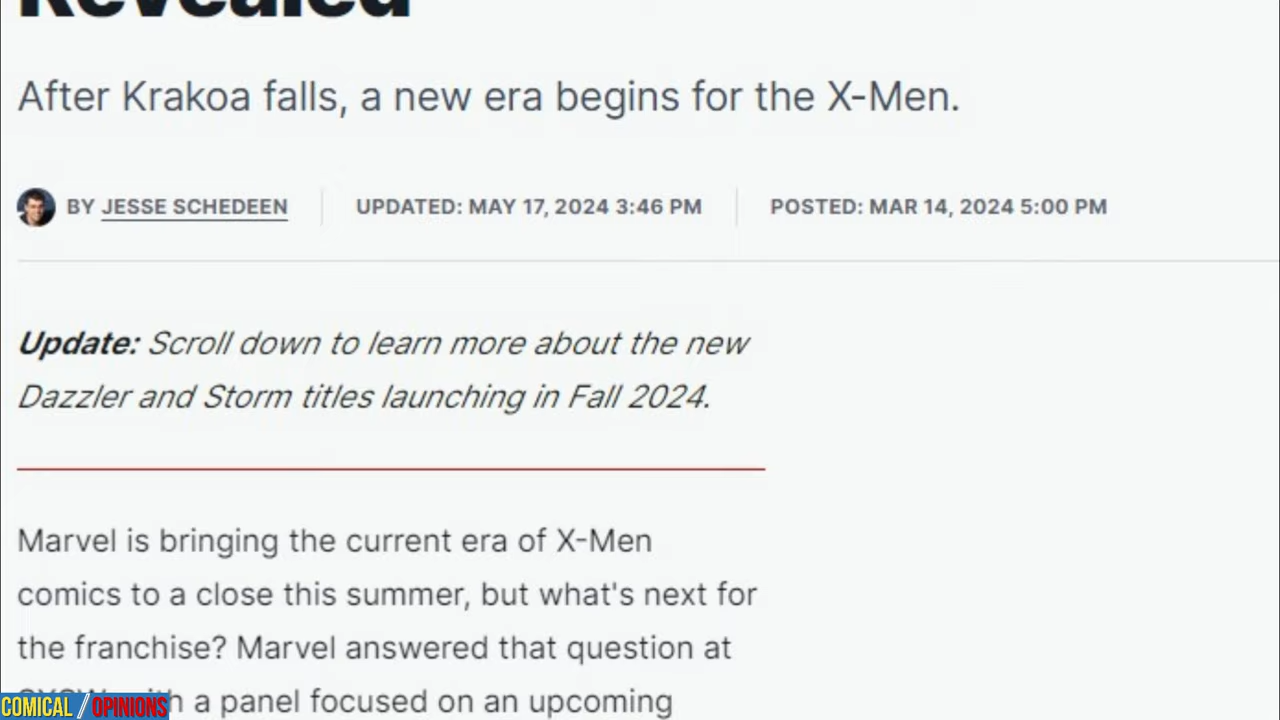 Revealed
After Krakoa falls, a new era begins for the X-Men.
BY JESSE SCHEDEEN
UPDATED: MAY 17, 2024 3:46 PM
POSTED: MAR 14, 2024 5:00 PM
Update: Scroll down to learn more about the new
Dazzler and Storm titles launching in Fall 2024.
Marvel is bringing the current era of X-Men
comics to a close this summer, but what's next for
the franchise? Marvel answered that question at
a panel focused on an upcoming
COMICAL / OPINIONS